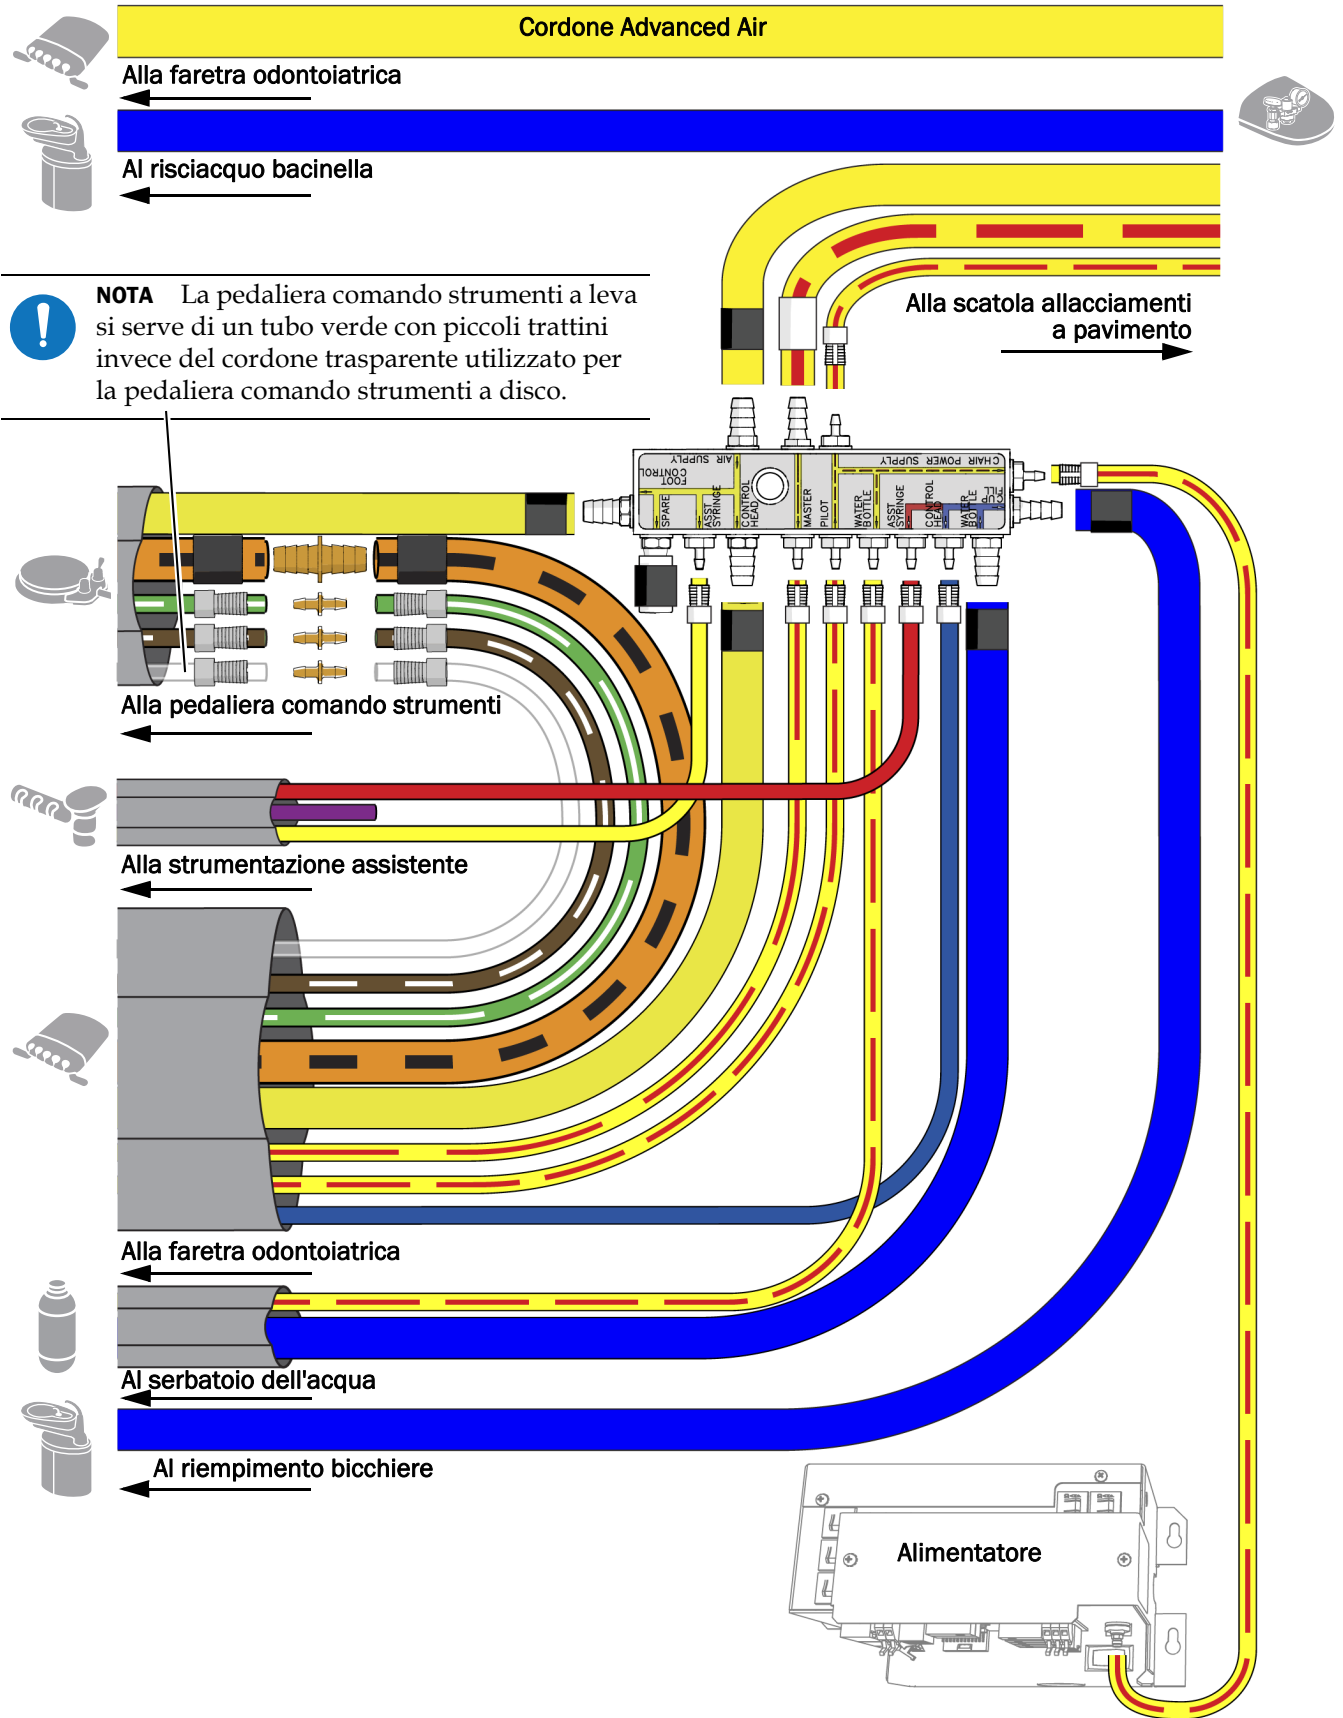 Cordone Advanced Air
Alla faretra odontoiatrica
Al risciacquo bacinella
NOTA La pedaliera comando strumenti a leva
si serve di un tubo verde con piccoli trattini
invece del cordone trasparente utilizzato per
la pedaliera comando strumenti a disco.
Alla scatola allacciamenti
a pavimento
AIR SUPPLY
CHAIR POWER SUPPLY
FOOT
CONTROL
SPARE
ASST
SYRINGE
CONTROL
HEAD
MASTER
PILOT
WATER
BOTTLE
ASST
SYRINGE
CONTROL
HEAD
WATER
BOTTLE
CUP
FILL
Alla pedaliera comando strumenti
Alla strumentazione assistente
Alla faretra odontoiatrica
Al serbatoio dell'acqua
Al riempimento bicchiere
Alimentatore